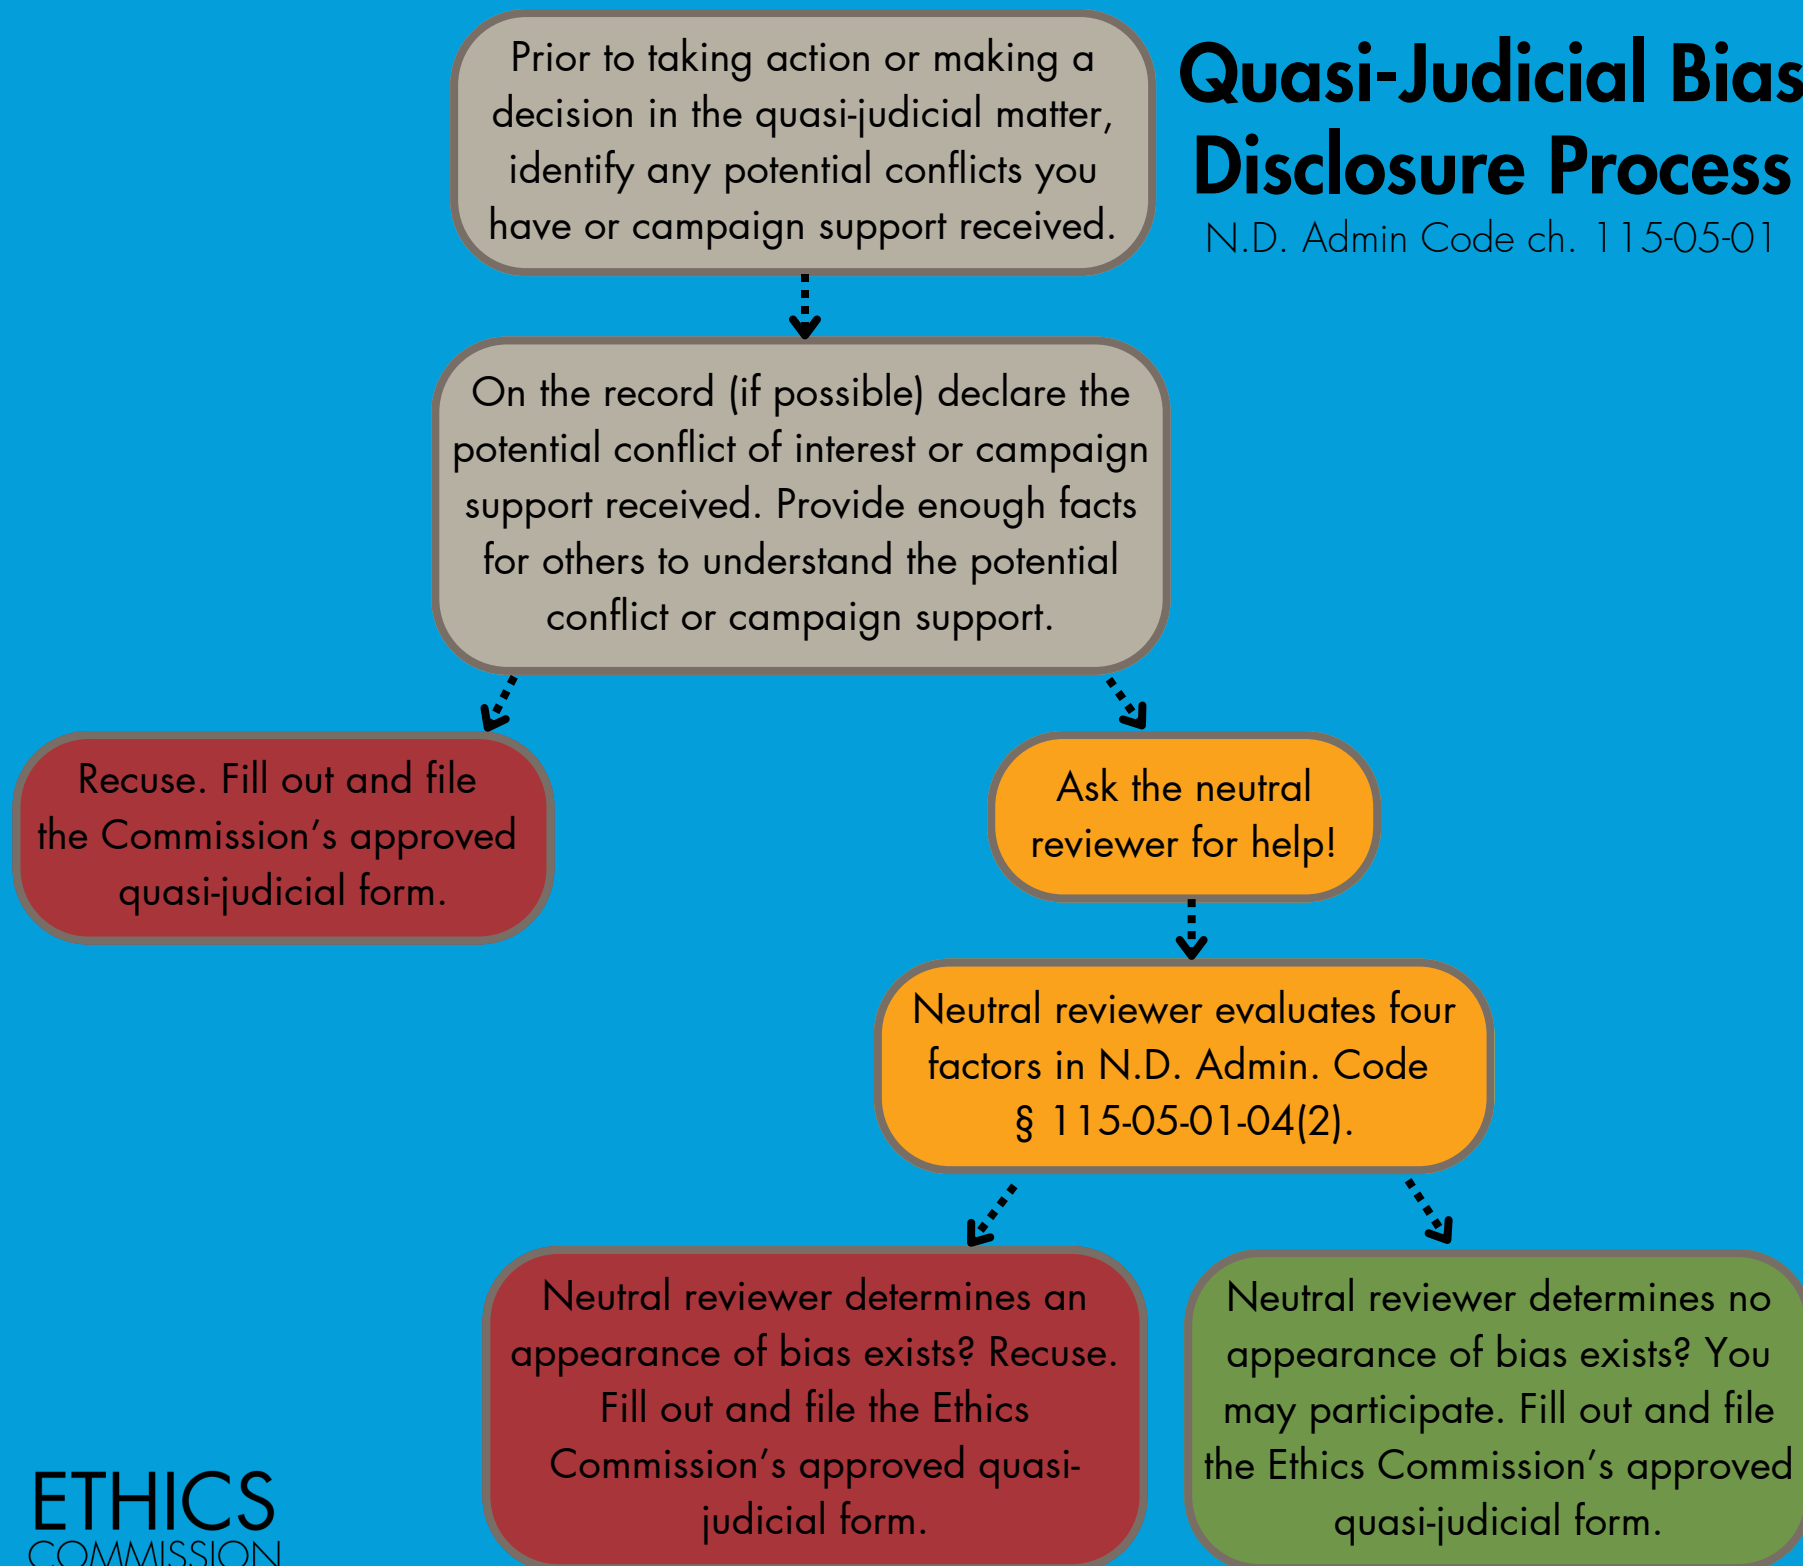 Quasi-Judicial Bias
Disclosure Process
N.D. Admin Code ch. 115-05-01
Prior to taking action or making a
decision in the quasi-judicial matter,
identify any potential conflicts you
have or campaign support received.
On the record (if possible) declare the
potential conflict of interest or campaign
support received. Provide enough facts
for others to understand the potential
conflict or campaign support.
Recuse. Fill out and file
the Commission’s approved
quasi-judicial form.
Ask the neutral
reviewer for help!
Neutral reviewer evaluates four
factors in N.D. Admin. Code
§ 115-05-01-04(2).
Neutral reviewer determines an
appearance of bias exists? Recuse.
Fill out and file the Ethics
Commission’s approved quasi-
judicial form.
Neutral reviewer determines no
appearance of bias exists? You
may participate. Fill out and file
the Ethics Commission’s approved
quasi-judicial form.
ETHICS
COMMISSION